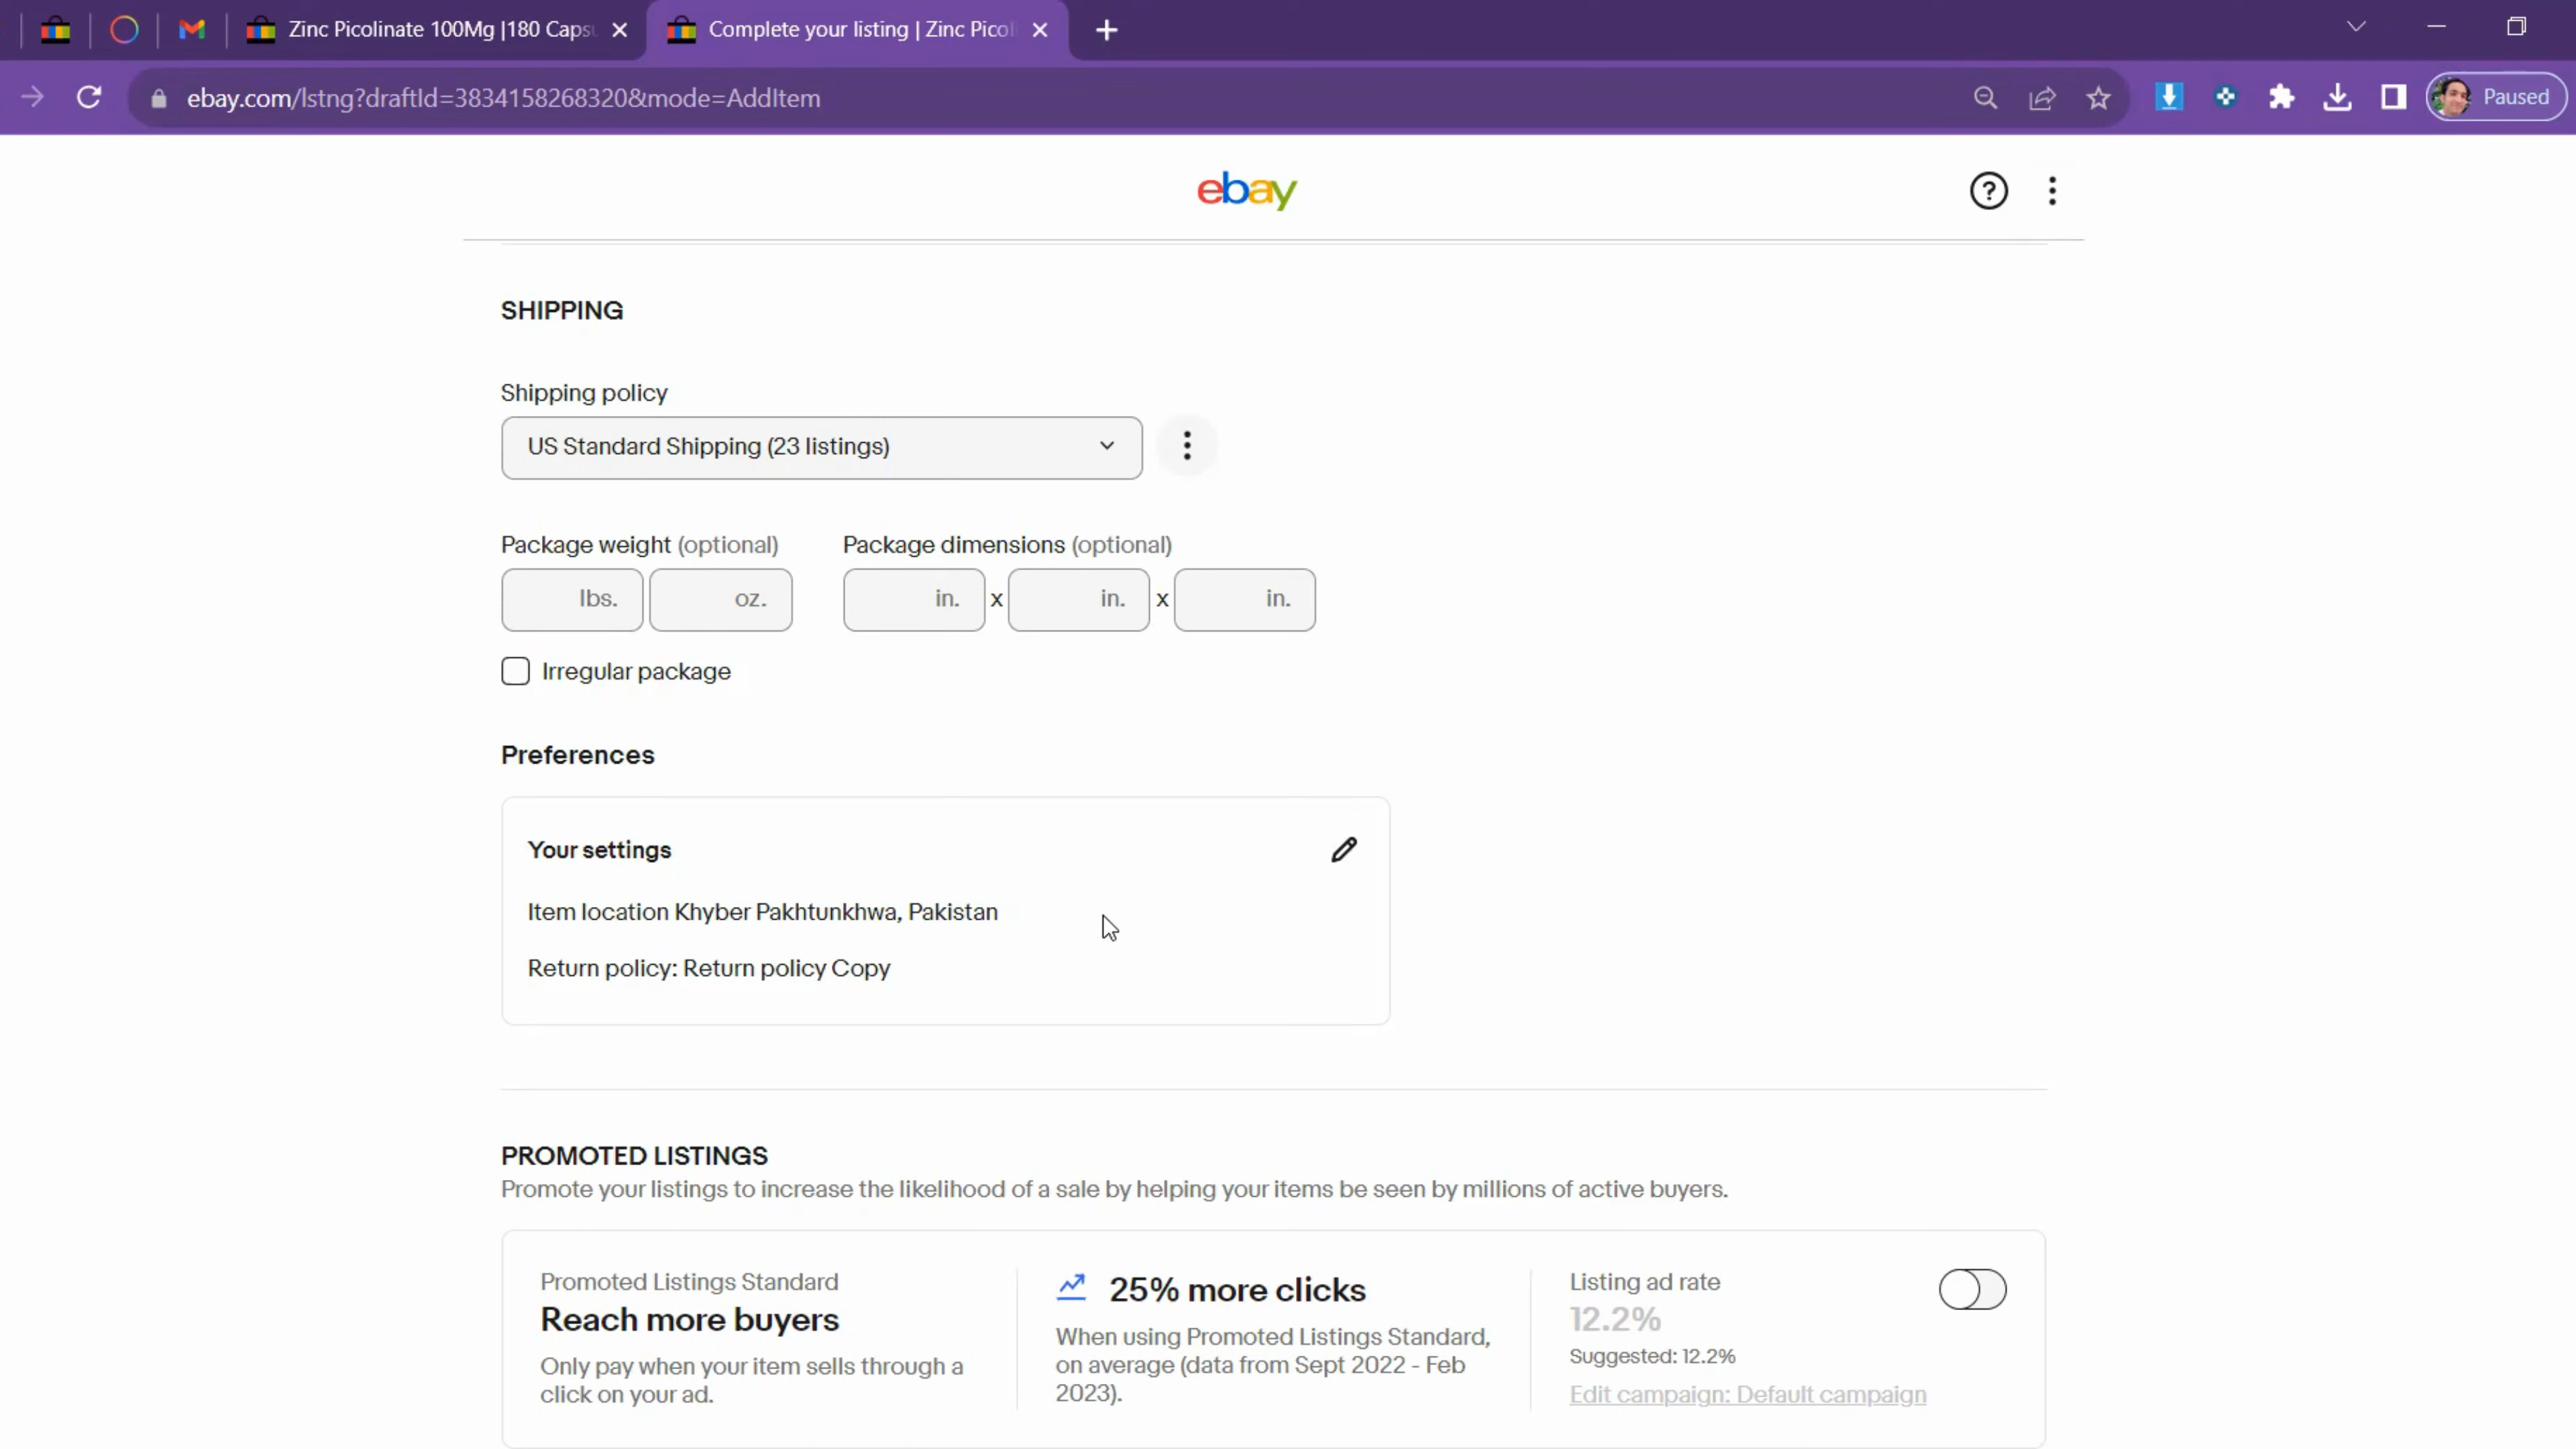 Zinc Picolinate 100Mg |180 Caps
Complete your listing | Zinc Picol
ebay.com/lstng?draftId=3834158268320&mode=AddItem
Paused
ebay
SHIPPING
Shipping policy
US Standard Shipping (23 listings)
Package weight (optional) Package dimensions (optional)
lbs. oz. in. x in. x in.
Irregular package
Preferences
Your settings
Item location Khyber Pakhtunkhwa, Pakistan
Return policy: Return policy Copy
PROMOTED LISTINGS
Promote your listings to increase the likelihood of a sale by helping your items be seen by millions of active buyers.
Promoted Listings Standard
Reach more buyers
Only pay when your item sells through a
click on your ad.
25% more clicks
When using Promoted Listings Standard,
on average (data from Sept 2022 - Feb
2023).
Listing ad rate
12.2%
Suggested: 12.2%
Edit campaign: Default campaign